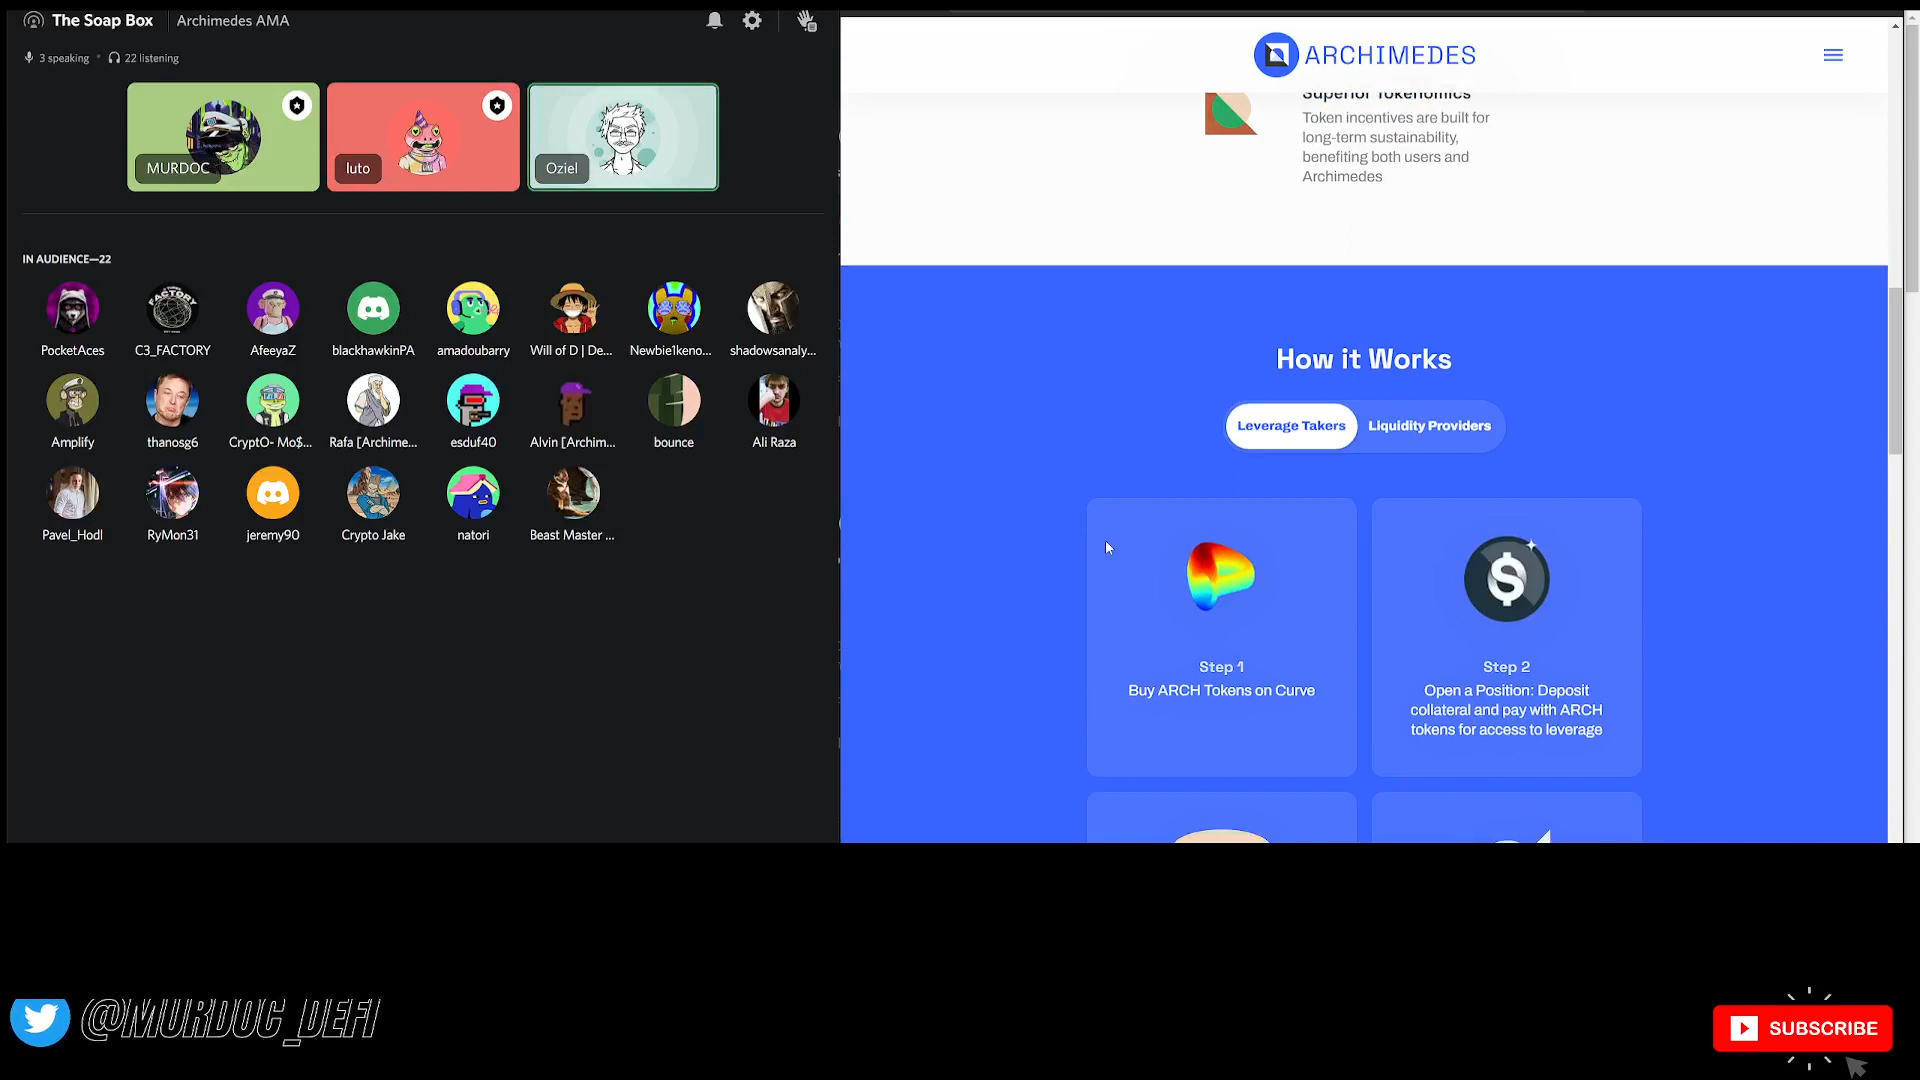 The Soap Box
Archimedes AMA
3 speaking
22 listening
MURDOC
luto
Oziel
IN AUDIENCE—22
PocketAces
C3_FACTORY
AfeeyaZ
blackhawkinPA
amadoubarry
Will of D | De...
Newbie1keno...
shadowsanaly...
Amplify
thanosg6
CryptO- Mo$...
Rafa [Archime...
esduf40
Alvin [Archim...
bounce
Ali Raza
Pavel_Hodl
RyMon31
jeremy90
Crypto Jake
natori
Beast Master ...
ARCHIMEDES
Superior Tokenomics
Token incentives are built for
long-term sustainability,
benefiting both users and
Archimedes
How it Works
Leverage Takers
Liquidity Providers
Step 1
Buy ARCH Tokens on Curve
Step 2
Open a Position: Deposit
collateral and pay with ARCH
tokens for access to leverage
@MURDOC_DEFI
SUBSCRIBE